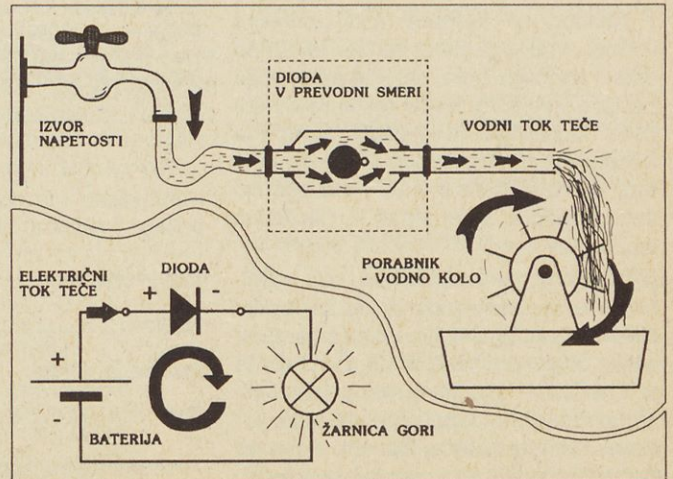 IZVOR
NAPETOSTI
DIODA
V PREVODNI SMERI
VODNI TOK TEČE
PORABNIK
- VODNO KOLO
ELEKTRIČNI
TOK TEČE
DIODA
+ -
+
-
BATERIJA
ŽARNICA GORI